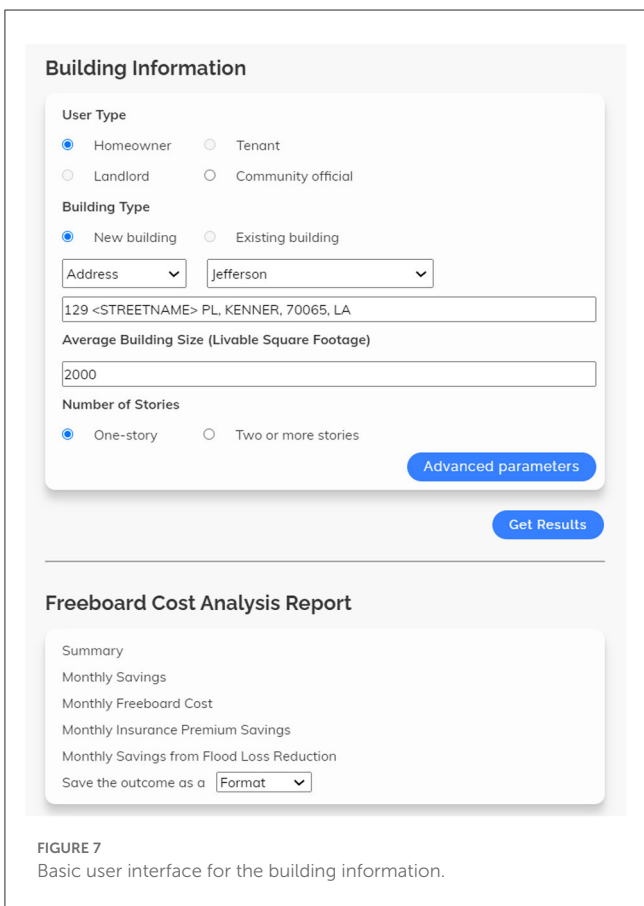 Building Information
User Type
Homeowner Tenant
Landlord Community official
Building Type
New building Existing building
Address Jefferson
129 <STREETNAME> PL, KENNER, 70065, LA
Average Building Size (Livable Square Footage)
2000
Number of Stories
One-story Two or more stories
Advanced parameters
Get Results
Freeboard Cost Analysis Report
Summary
Monthly Savings
Monthly Freeboard Cost
Monthly Insurance Premium Savings
Monthly Savings from Flood Loss Reduction
Save the outcome as a Format
FIGURE 7
Basic user interface for the building information.